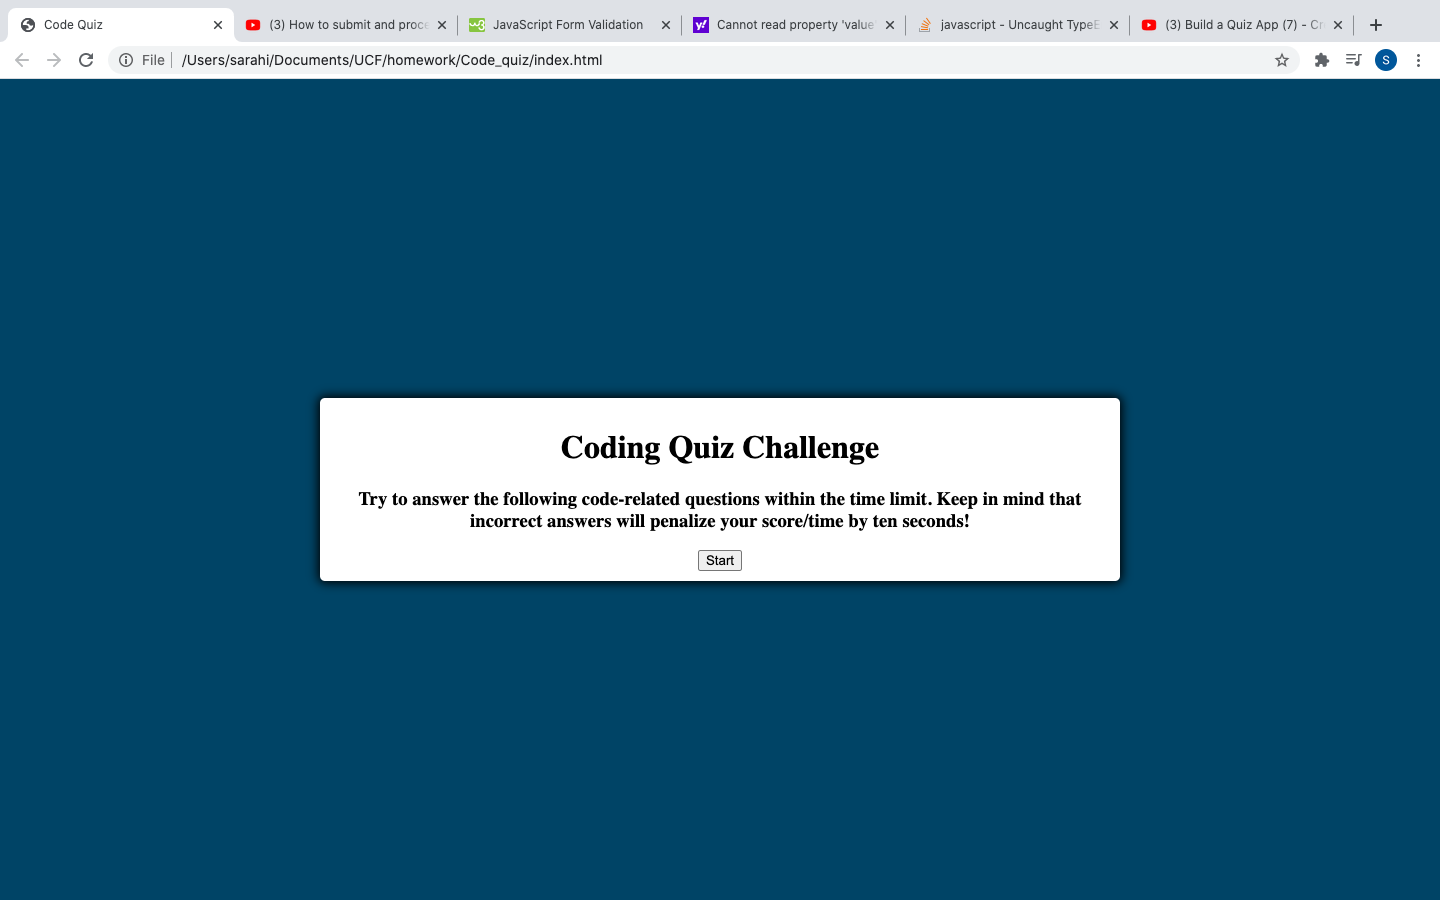 Code Quiz
(3) How to submit and proce
JavaScript Form Validation
Cannot read property 'value'
javascript - Uncaught TypeE
(3) Build a Quiz App (7) - Cr
File
/Users/sarahi/Documents/UCF/homework/Code_quiz/index.html
S
Coding Quiz Challenge
Try to answer the following code-related questions within the time limit. Keep in mind that
incorrect answers will penalize your score/time by ten seconds!
Start